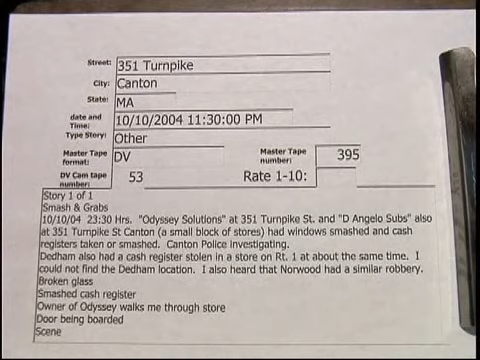 Street: 351 Turnpike
City: Canton
State: MA
date and Time: 10/10/2004 11:30:00 PM
Type Story: Other
Master Tape format: DV Master Tape number: 395
DV Cam tape number: 53 Rate 1-10:
Story 1 of 1
Smash & Grabs
10/10/04 23:30 Hrs. "Odyssey Solutions" at 351 Turnpike St. and "D Angelo Subs" also
at 351 Turnpike St Canton (a small block of stores) had windows smashed and cash
registers taken or smashed. Canton Police investigating.
Dedham also had a cash register stolen in a store on Rt. 1 at about the same time. I
could not find the Dedham location. I also heard that Norwood had a similar robbery.
Broken glass
Smashed cash register
Owner of Odyssey walks me through store
Door being boarded
Scene